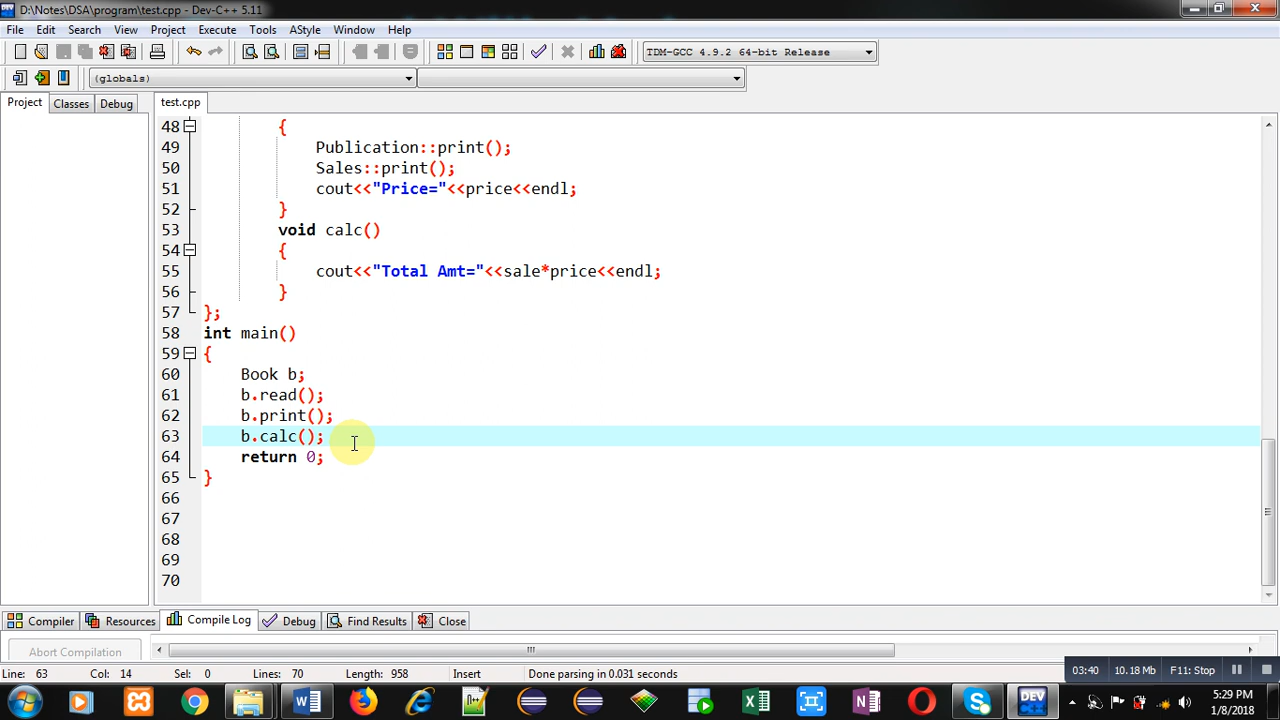 D:\Notes\DSA\program\test.cpp - Dev-C++ 5.11
File Edit Search View Project Execute Tools AStyle Window Help
TDM-GCC 4.9.2 64-bit Release
(globals)
Project Classes Debug test.cpp
48 {
49 Publication::print();
50 Sales::print();
51 cout<<"Price="<<price<<endl;
52 }
53 void calc()
54 {
55 cout<<"Total Amt="<<sale*price<<endl;
56 }
57 };
58 int main()
59 {
60 Book b;
61 b.read();
62 b.print();
63 b.calc();
64 return 0;
65 }
66
67
68
69
70
Compiler Resources Compile Log Debug Find Results Close
Abort Compilation
Line: 63 Col: 14 Sel: 0 Lines: 70 Length: 958 Insert Done parsing in 0.031 seconds
03:40 10.18 Mb F11: Stop
DEV
5:29 PM
1/8/2018